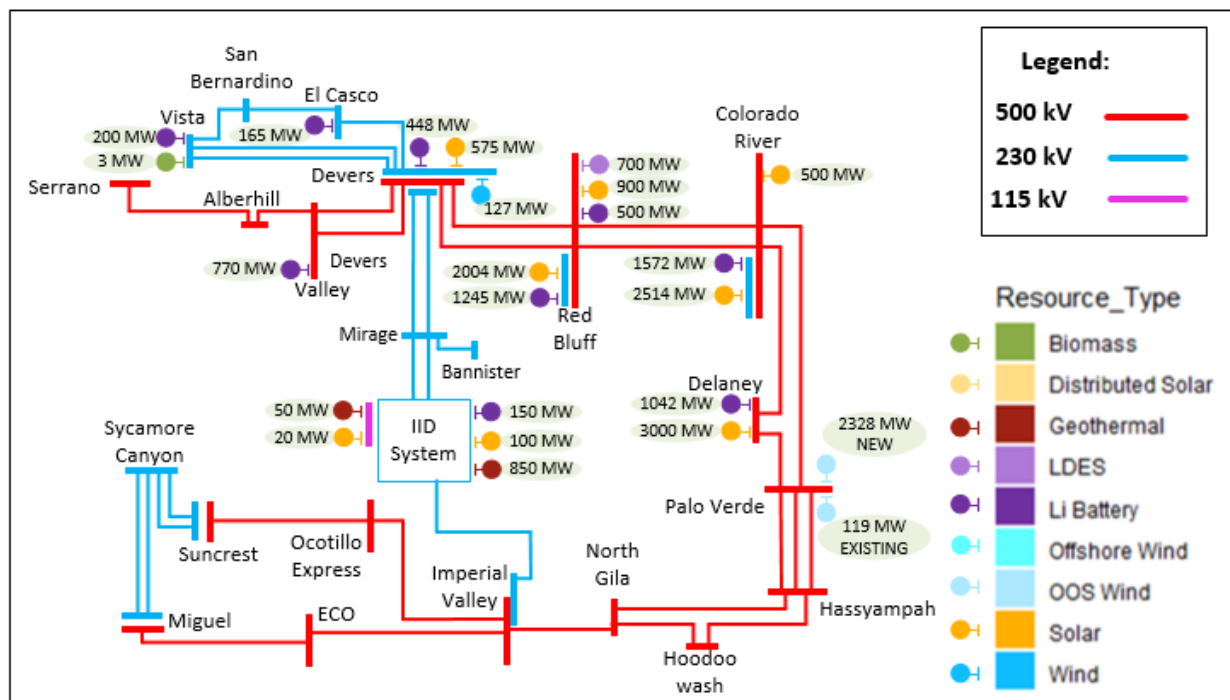 San
Bernardino
El Casco
Vista
200 MW
165 MW
3 MW
448 MW
575 MW
Devers
127 MW
Serrano
Alberhill
770 MW
Devers
Valley
Colorado
River
700 MW
900 MW
500 MW
500 MW
2004 MW
1245 MW
Red
Bluff
1572 MW
2514 MW
Mirage
Bannister
Delaney
1042 MW
3000 MW
2328 MW
NEW
Palo Verde
119 MW
EXISTING
50 MW
20 MW
IID
System
150 MW
100 MW
850 MW
Sycamore
Canyon
Suncrest
Ocotillo
Express
Imperial
Valley
North
Gila
Hassyampah
Miguel
ECO
Hoodoo
wash
Legend:
500 kV
230 kV
115 kV
Resource_Type
Biomass
Distributed Solar
Geothermal
LDES
Li Battery
Offshore Wind
OOS Wind
Solar
Wind